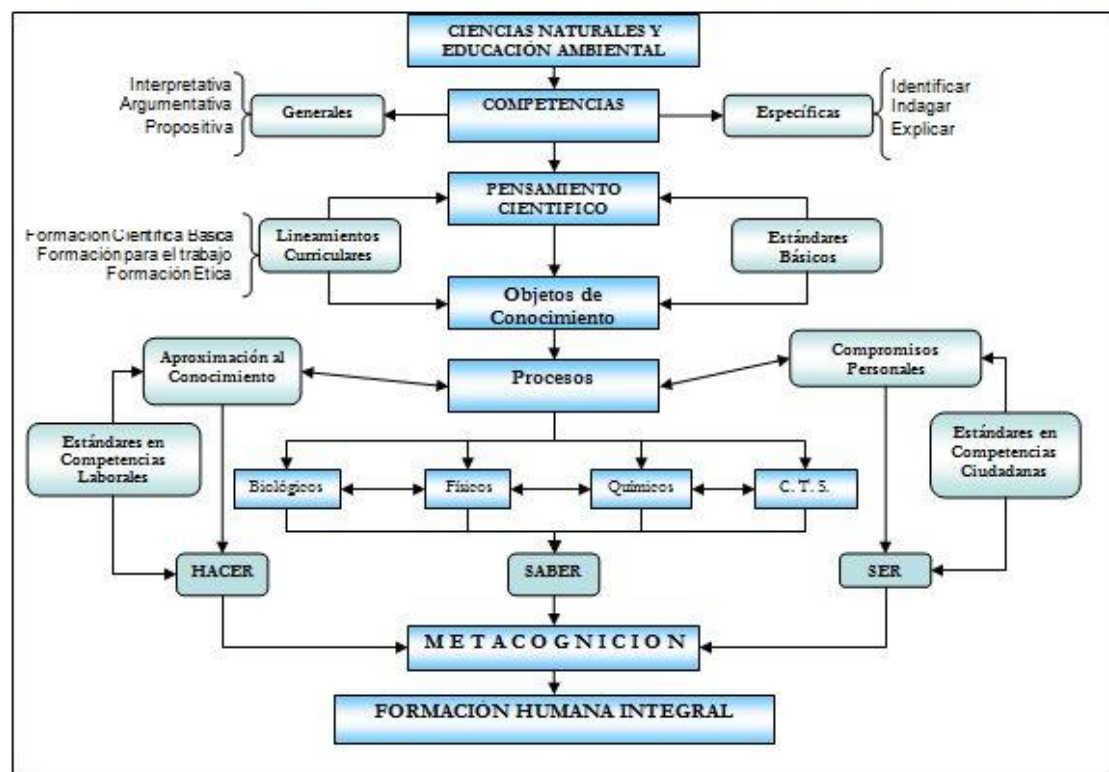 CIENCIAS NATURALES Y
EDUCACIÓN AMBIENTAL
Interpretativa
Argumentativa
Propositiva
Generales
COMPETENCIAS
Específicas
Identificar
Indagar
Explicar
PENSAMIENTO
CIENTIFICO
Formación Científica Básica
Formación para el trabajo
Formación Etica
Lineamientos
Curriculares
Estándares
Básicos
Objetos de
Conocimiento
Aproximación al
Conocimiento
Procesos
Compromisos
Personales
Estándares en
Competencias
Laborales
Estándares en
Competencias
Ciudadanas
Biológicos
Físicos
Químicos
C. T. S.
HACER
SABER
SER
METACOGNICION
FORMACIÓN HUMANA INTEGRAL